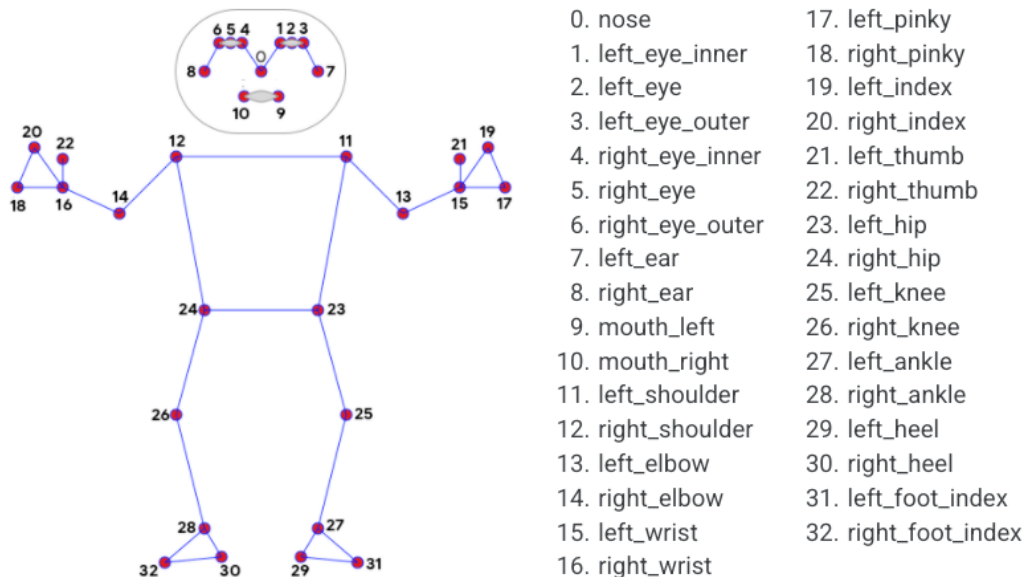 6 5 4 1 2 3
0
8 7
10 9
20 22 12 11 21 19
18 16 14 13 15 17
24 23
26 25
28 27
32 30 29 31
0. nose
1. left_eye_inner
2. left_eye
3. left_eye_outer
4. right_eye_inner
5. right_eye
6. right_eye_outer
7. left_ear
8. right_ear
9. mouth_left
10. mouth_right
11. left_shoulder
12. right_shoulder
13. left_elbow
14. right_elbow
15. left_wrist
16. right_wrist
17. left_pinky
18. right_pinky
19. left_index
20. right_index
21. left_thumb
22. right_thumb
23. left_hip
24. right_hip
25. left_knee
26. right_knee
27. left_ankle
28. right_ankle
29. left_heel
30. right_heel
31. left_foot_index
32. right_foot_index